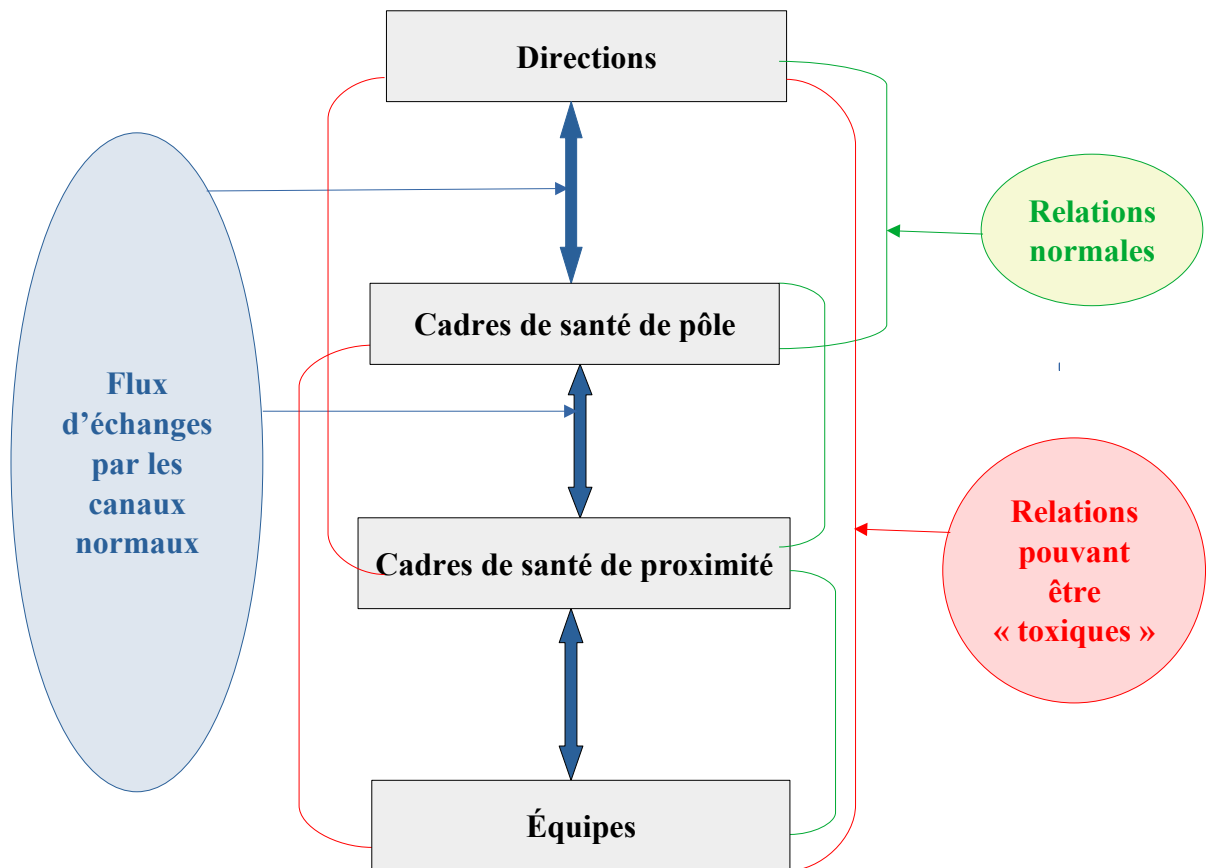 Directions
Relations
normales
Cadres de santé de pôle
Flux
d’échanges
par les
canaux
normaux
Relations
pouvant
être
« toxiques »
Cadres de santé de proximité
Équipes